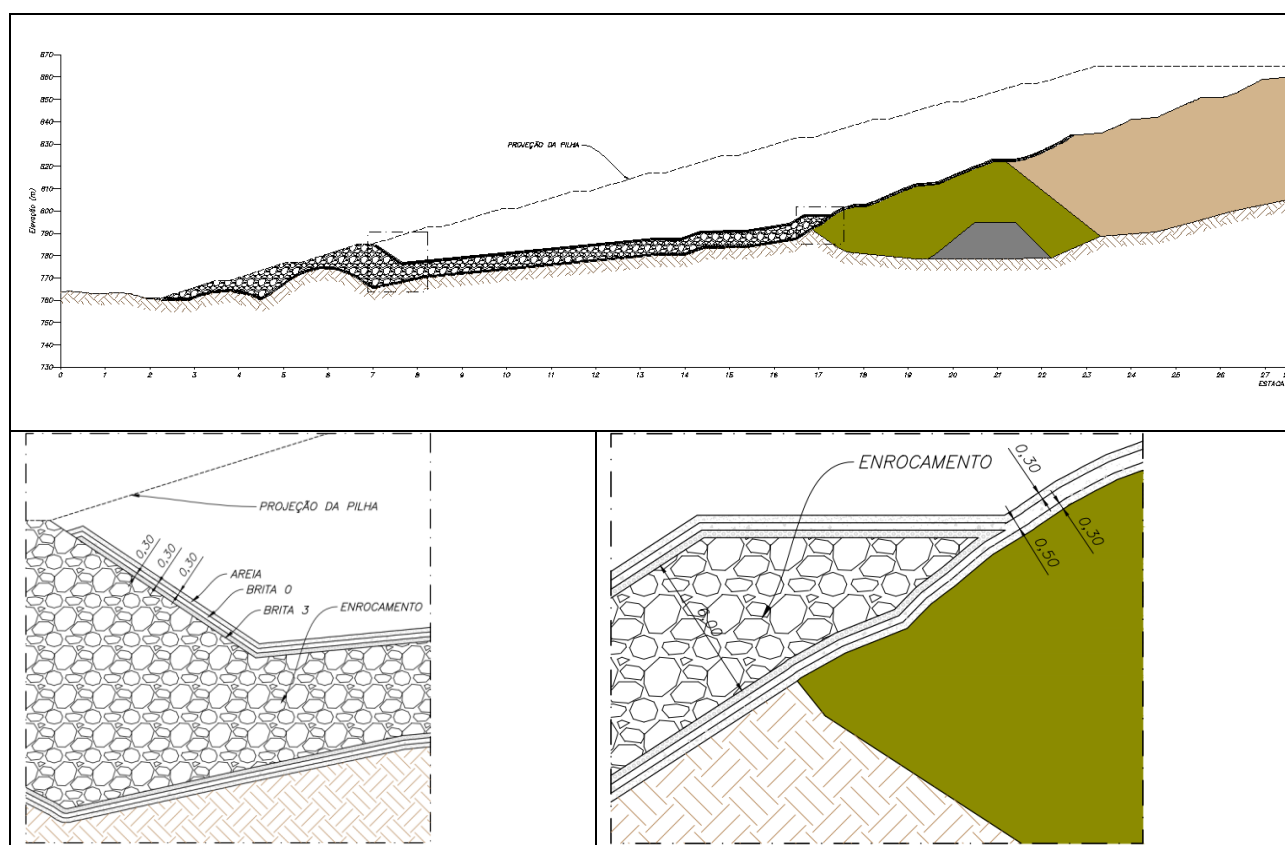 870
860
850
840
830
820
810
800
790
780
770
760
750
740
730
Elevação (m)
PROJEÇÃO DA PILHA
0 1 2 3 4 5 6 7 8 9 10 11 12 13 14 15 16 17 18 19 20 21 22 23 24 25 26 27
ESTACA
PROJEÇÃO DA PILHA
0,30
0,30
0,30
AREIA
BRITA 0
BRITA 3
ENROCAMENTO
ENROCAMENTO
0,30
0,30
0,50
6,00